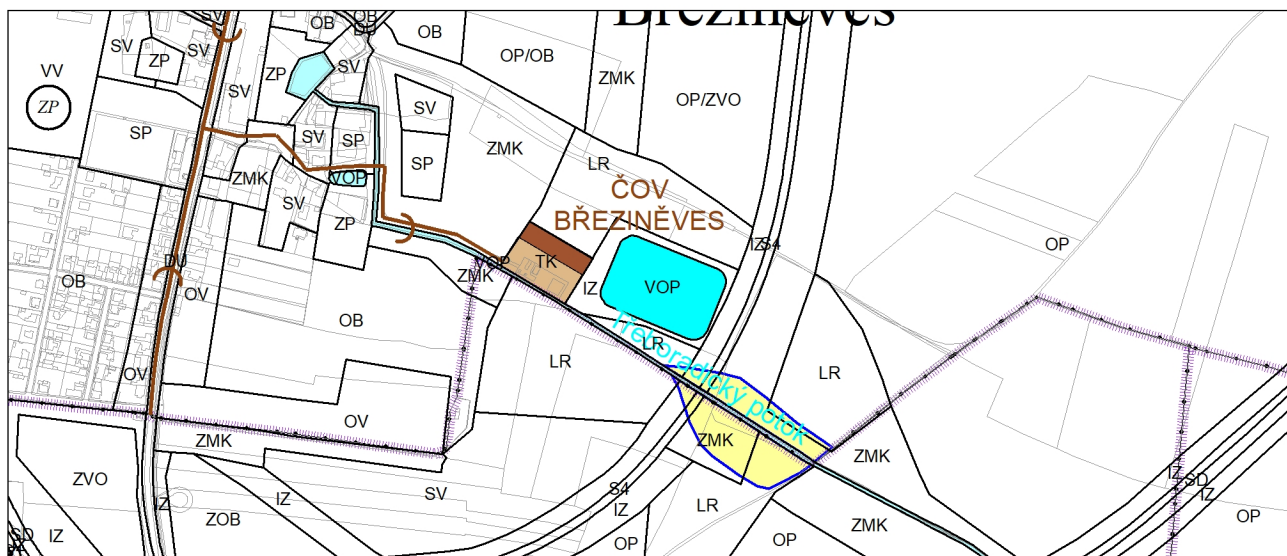 Březiněves
SV
OB
OB
DU
OB
SV
ZP
VV
SV
ZP
SV
OP/OB
ZMK
OP/ZVO
ZP
SV
SP
SV
SP
SP
ZMK
LR
ZMK
VOP
ČOV
BŘEZINĚVES
SV
ZP
OP
IZ
S4
DU
OB
OV
VOP
ZMK
TK
IZ
VOP
OB
Třeboradický potok
LR
LR
LR
OV
OV
ZMK
ZMK
ZMK
ZVO
IZ
ZOB
SV
S4
IZ
LR
OP
OP
ZMK
IZ
SD
IZ
OP
SD
IZ
IZ